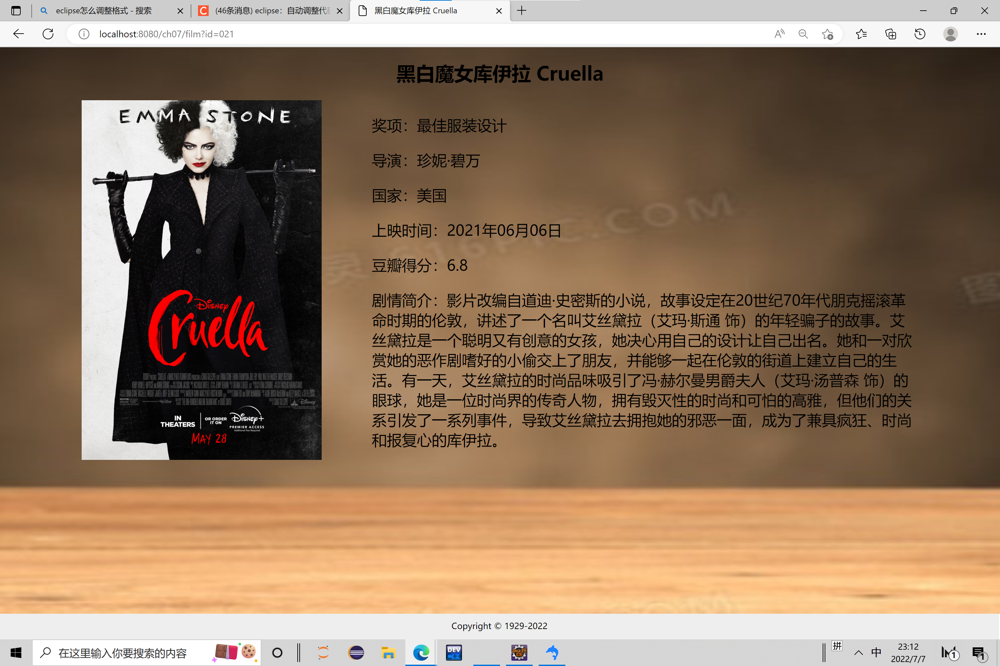 eclipse怎么调整格式 - 搜索
(46条消息) eclipse：自动调整代
黑白魔女库伊拉 Cruella
localhost:8080/ch07/film?id=021
黑白魔女库伊拉 Cruella
EMMA STONE
DISNEY
Cruella
IN THEATERS
OR ORDER IT ON
DISNEY+
PREMIER ACCESS
Additional Fee Required
MAY 28
奖项：最佳服装设计
导演：珍妮·碧万
国家：美国
上映时间：2021年06月06日
豆瓣得分：6.8
剧情简介：影片改编自道迪·史密斯的小说，故事设定在20世纪70年代朋克摇滚革
命时期的伦敦，讲述了一个名叫艾丝黛拉（艾玛·斯通 饰）的年轻骗子的故事。艾
丝黛拉是一个聪明又有创意的女孩，她决心用自己的设计让自己出名。她和一对欣
赏她的恶作剧嗜好的小偷交上了朋友，并能够一起在伦敦的街道上建立自己的生
活。有一天，艾丝黛拉的时尚品味吸引了冯·赫尔曼男爵夫人（艾玛·汤普森 饰）的
眼球，她是一位时尚界的传奇人物，拥有毁灭性的时尚和可怕的高雅，但他们的关
系引发了一系列事件，导致艾丝黛拉去拥抱她的邪恶一面，成为了兼具疯狂、时尚
和报复心的库伊拉。
616PIC.COM
Copyright © 1929-2022
在这里输入你要搜索的内容
DEV C++
Java EE IDE
拼
中
23:12
2022/7/7
1
1